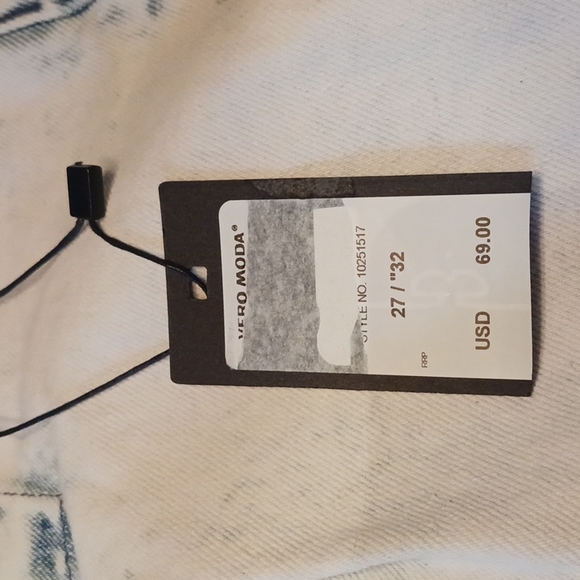 VERO MODA®
STYLE NO. 10251517
27 / "32
RRP
USD 69.00